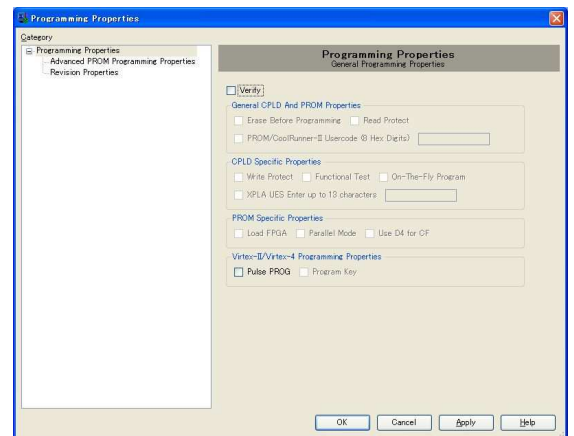 Programming Properties
Category
Programming Properties
Advanced PROM Programming Properties
Revision Properties
Programming Properties
General Programming Properties
Verify
General CPLD And PROM Properties
Erase Before Programming Read Protect
PROM/CoolRunner-II Usercode (8 Hex Digits)
CPLD Specific Properties
Write Protect Functional Test On-The-Fly Program
XPLA UES Enter up to 13 characters
PROM Specific Properties
Load FPGA Parallel Mode Use D4 for CF
Virtex-II/Virtex-4 Programming Properties
Pulse PROG Program Key
OK Cancel Apply Help